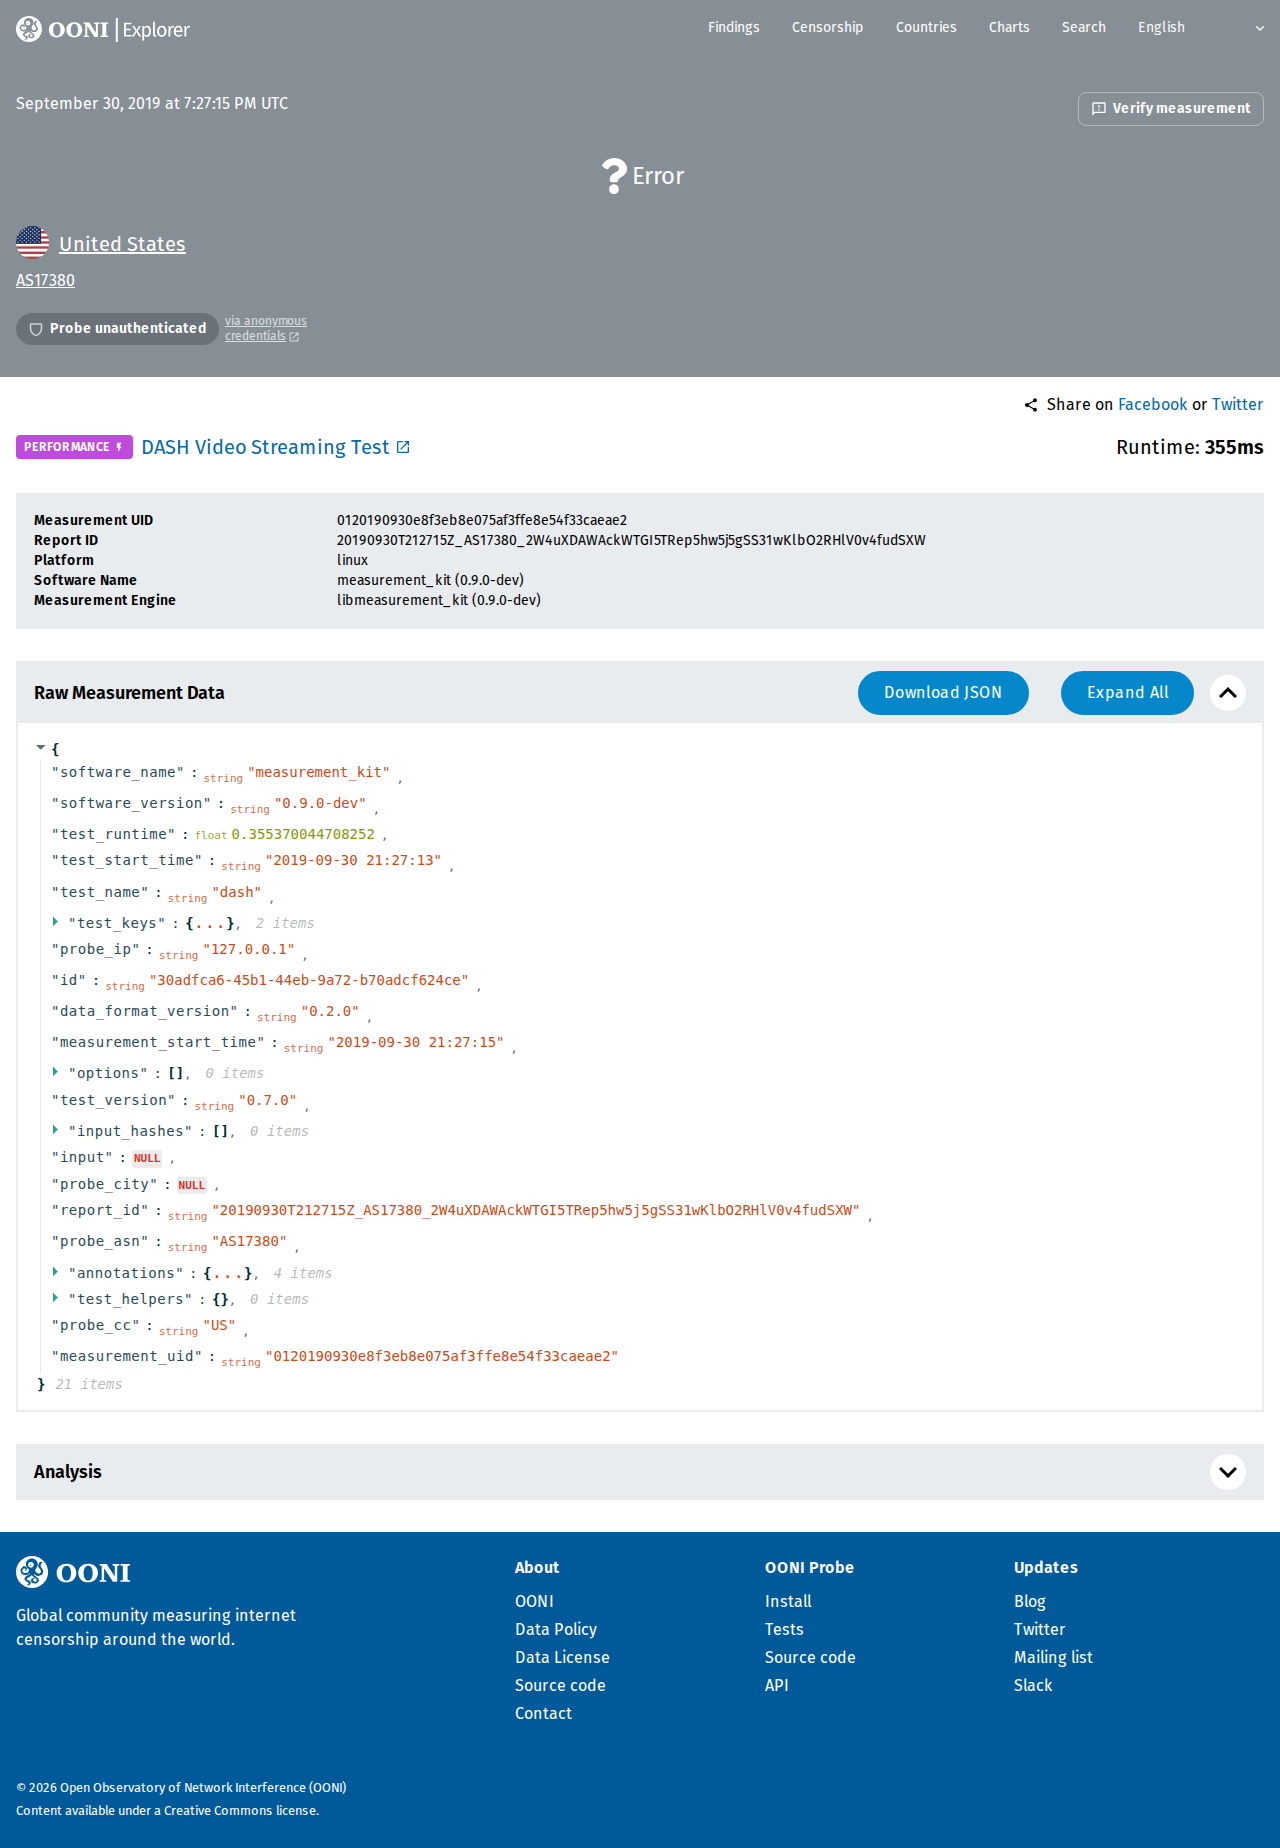 OONI Explorer
Findings Censorship Countries Charts Search English
September 30, 2019 at 7:27:15 PM UTC
Verify measurement
Error
United States
AS17380
Probe unauthenticated
via anonymous
credentials
Share on Facebook or Twitter
PERFORMANCE
DASH Video Streaming Test
Runtime: 355ms
Measurement UID 0120190930e8f3eb8e075af3ffe8e54f33caeae2
Report ID 20190930T212715Z_AS17380_2W4uXDAWAckWTGI5TRep5hw5j5gSS31wKlbO2RHlV0v4fudSXW
Platform linux
Software Name measurement_kit (0.9.0-dev)
Measurement Engine libmeasurement_kit (0.9.0-dev)
Raw Measurement Data
Download JSON
Expand All
{
"software_name" : string "measurement_kit" ,
"software_version" : string "0.9.0-dev" ,
"test_runtime" : float 0.355370044708252 ,
"test_start_time" : string "2019-09-30 21:27:13" ,
"test_name" : string "dash" ,
"test_keys" : {...}, 2 items
"probe_ip" : string "127.0.0.1" ,
"id" : string "30adfca6-45b1-44eb-9a72-b70adcf624ce" ,
"data_format_version" : string "0.2.0" ,
"measurement_start_time" : string "2019-09-30 21:27:15" ,
"options" : [], 0 items
"test_version" : string "0.7.0" ,
"input_hashes" : [], 0 items
"input" : NULL ,
"probe_city" : NULL ,
"report_id" : string "20190930T212715Z_AS17380_2W4uXDAWAckWTGI5TRep5hw5j5gSS31wKlbO2RHlV0v4fudSXW" ,
"probe_asn" : string "AS17380" ,
"annotations" : {...}, 4 items
"test_helpers" : {}, 0 items
"probe_cc" : string "US" ,
"measurement_uid" : string "0120190930e8f3eb8e075af3ffe8e54f33caeae2"
} 21 items
Analysis
OONI
Global community measuring internet
censorship around the world.
About
OONI
Data Policy
Data License
Source code
Contact
OONI Probe
Install
Tests
Source code
API
Updates
Blog
Twitter
Mailing list
Slack
© 2026 Open Observatory of Network Interference (OONI)
Content available under a Creative Commons license.